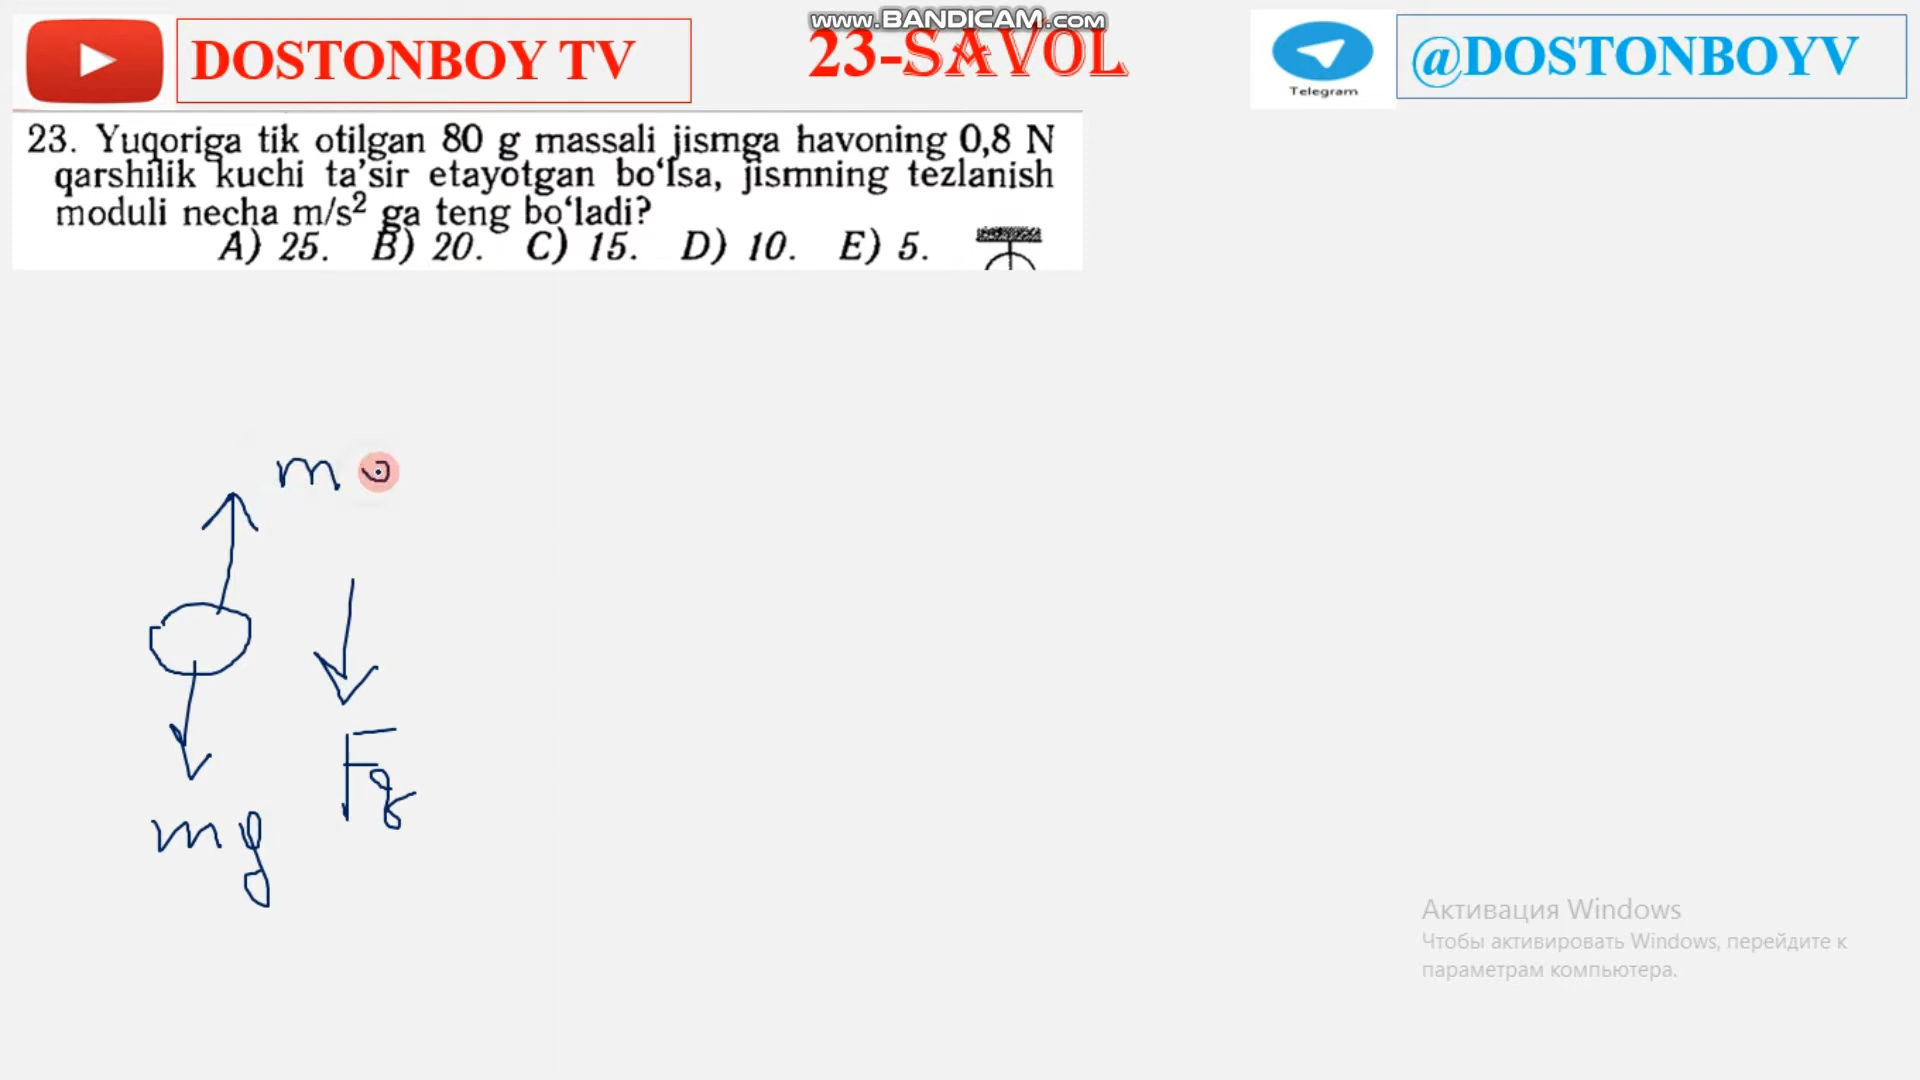 www.BANDICAM.com
DOSTONBOY TV
23-SAVOL
Telegram
@DOSTONBOYV
23. Yuqoriga tik otilgan 80 g massali jismga havoning 0,8 N
qarshilik kuchi ta’sir etayotgan bo‘lsa, jismning tezlanish
moduli necha m/s² ga teng bo‘ladi?
A) 25. B) 20. C) 15. D) 10. E) 5.
m a
mg
Fq
Активация Windows
Чтобы активировать Windows, перейдите к
параметрам компьютера.